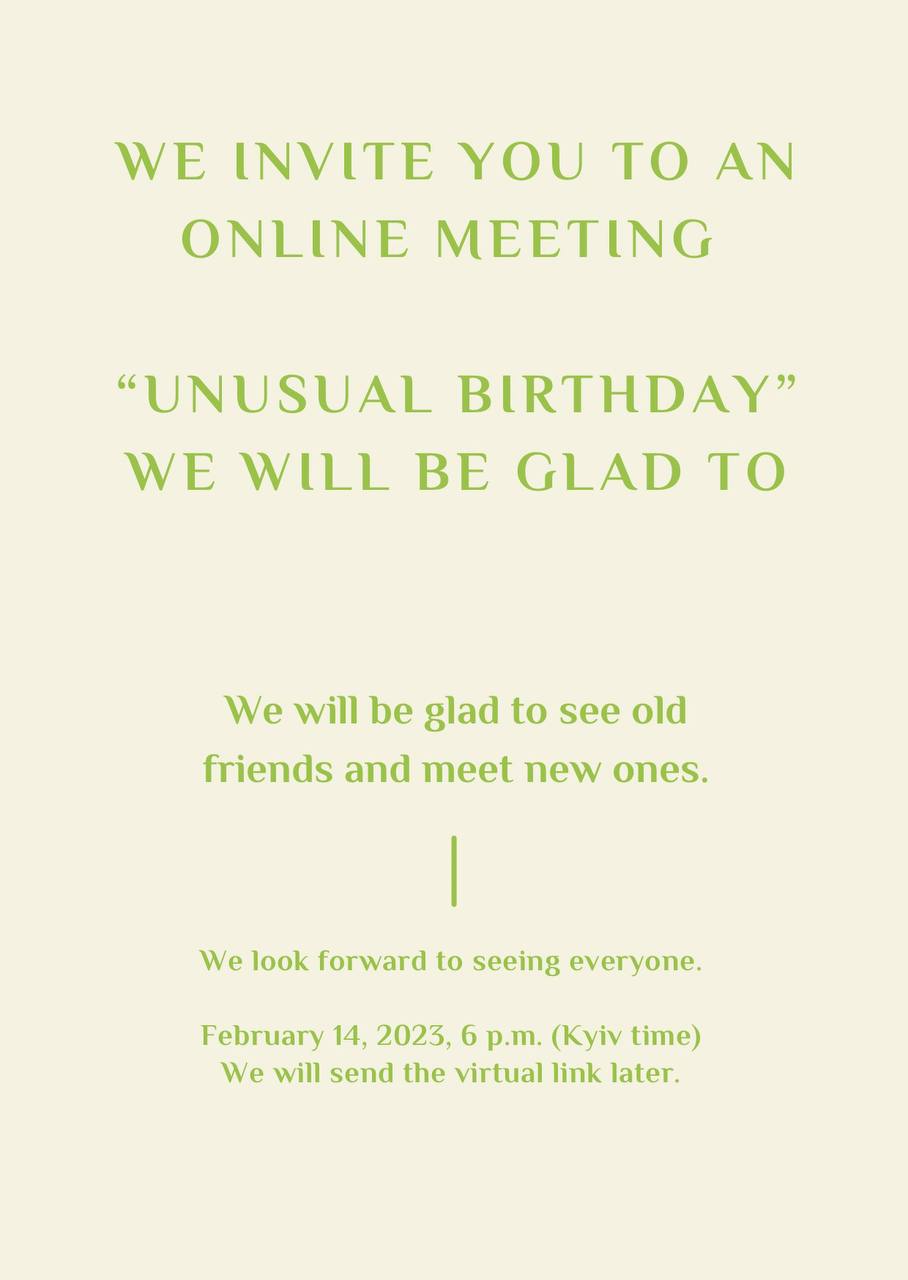 WE INVITE YOU TO AN
ONLINE MEETING
“UNUSUAL BIRTHDAY”
WE WILL BE GLAD TO
We will be glad to see old
friends and meet new ones.
We look forward to seeing everyone.
February 14, 2023, 6 p.m. (Kyiv time)
We will send the virtual link later.